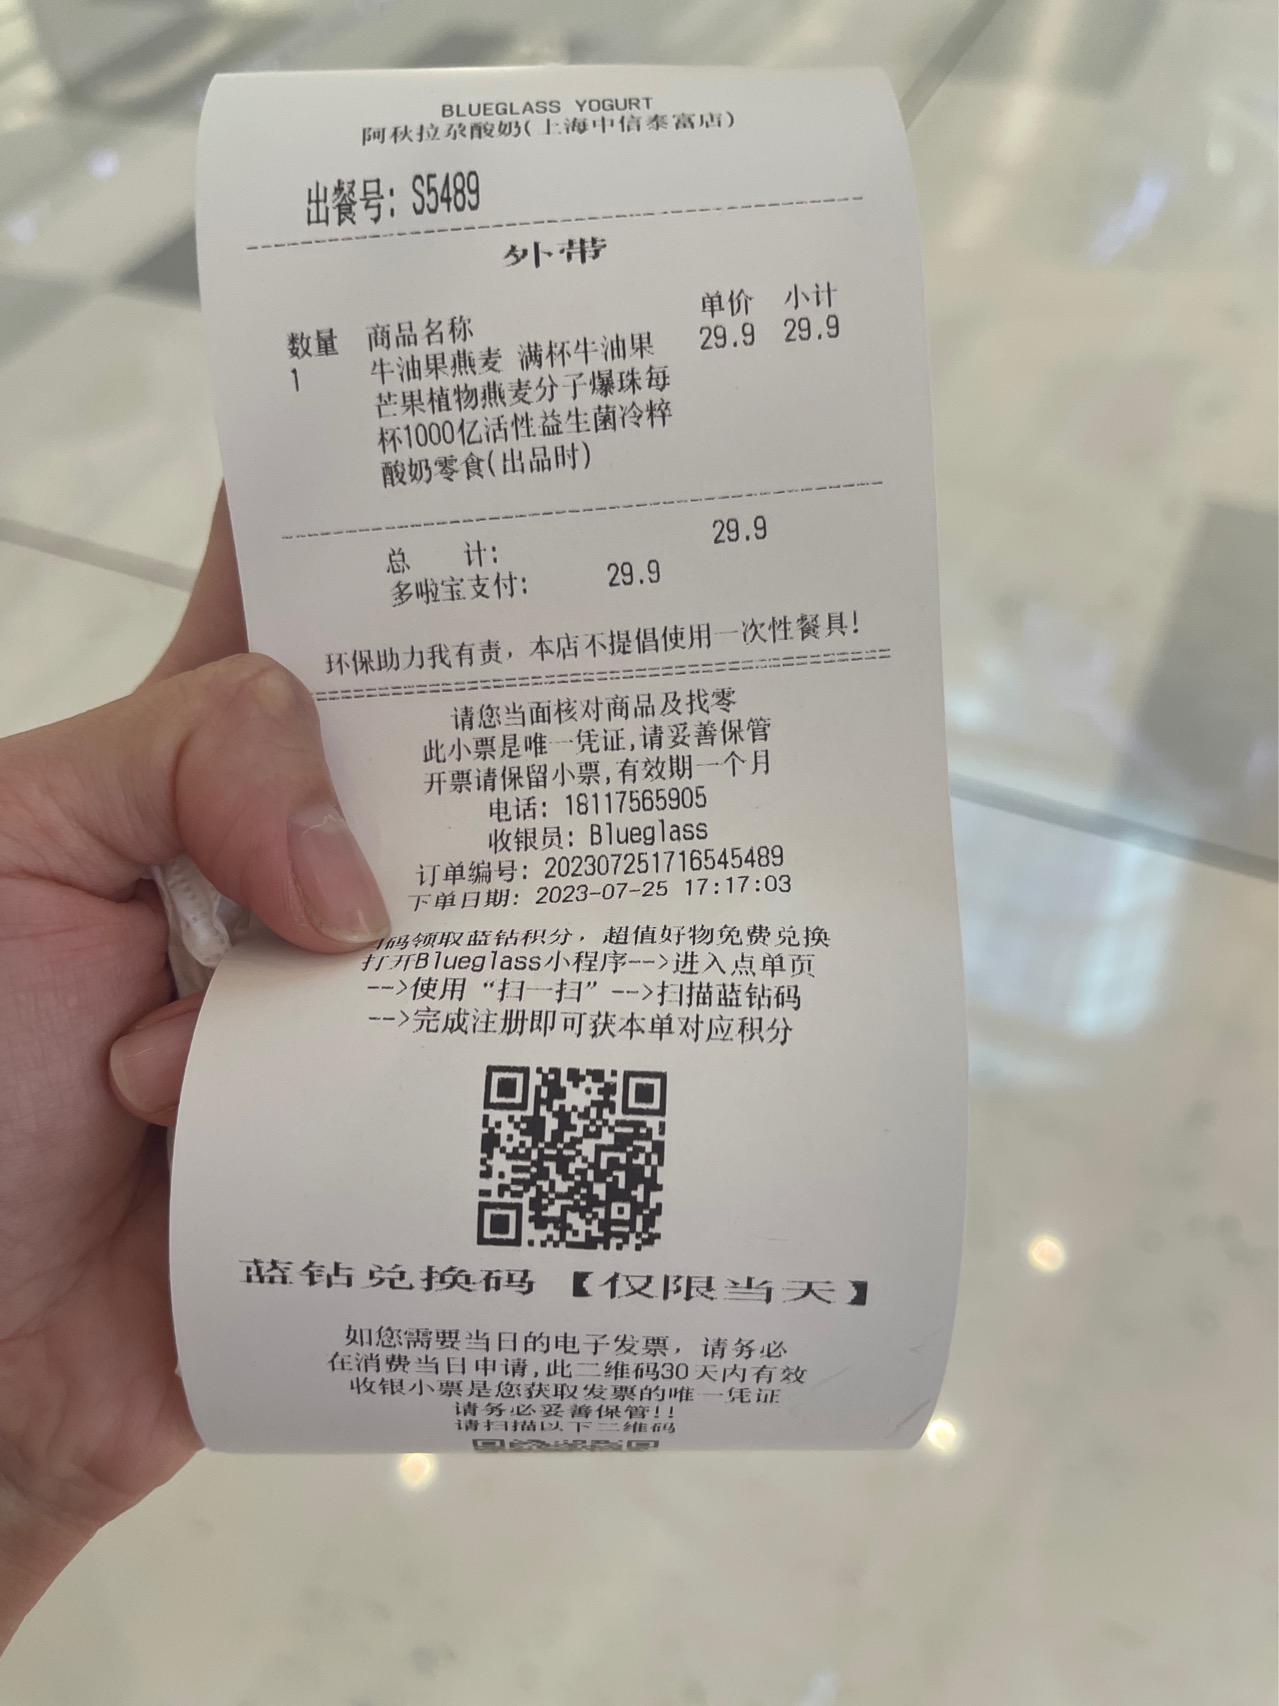 BLUEGLASS YOGURT
阿秋拉尕酸奶(上海中信泰富店)
出餐号: S5489
外带
数量 商品名称 单价 小计
1 牛油果燕麦 满杯牛油果 29.9 29.9
芒果植物燕麦分子爆珠每
杯1000亿活性益生菌冷粹
酸奶零食(出品时)
总 计: 29.9
多啦宝支付: 29.9
环保助力我有责，本店不提倡使用一次性餐具!
请您当面核对商品及找零
此小票是唯一凭证,请妥善保管
开票请保留小票,有效期一个月
电话: 18117565905
收银员: Blueglass
订单编号: 202307251716545489
下单日期: 2023-07-25 17:17:03
码领取蓝钻积分，超值好物免费兑换
打开Blueglass小程序-->进入点单页
-->使用“扫一扫”-->扫描蓝钻码
-->完成注册即可获本单对应积分
蓝钻兑换码【仅限当天】
如您需要当日的电子发票，请务必
在消费当日申请,此二维码30天内有效
收银小票是您获取发票的唯一凭证
请务必妥善保管!!
请扫描以下二维码